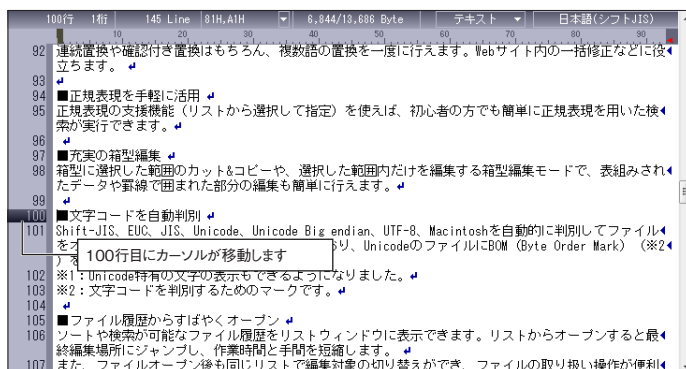 100行 1桁 145 Line 81H,A1H 6,844/13,686 Byte テキスト 日本語(シフトJIS)
10 20 30 40 50 60 70 80 90
92 連続置換や確認付き置換はもちろん、複数語の置換を一度に行えます。Webサイト内の一括修正などに役
立ちます。
93
94 ■正規表現を手軽に活用
95 正規表現の支援機能（リストから選択して指定）を使えば、初心者の方でも簡単に正規表現を用いた検
索が実行できます。
96
97 ■充実の箱型編集
98 箱型に選択した範囲のカット&コピーや、選択した範囲内だけを編集する箱型編集モードで、表組みされ
たデータや罫線で囲まれた部分の編集も簡単に行えます。
99
100 ■文字コードを自動判別
101 Shift-JIS、EUC、JIS、Unicode、Unicode Big endian、UTF-8、Macintoshを自動的に判別してファイル
をオ 、UnicodeのファイルにBOM (Byte Order Mark) （※2
）を
100行目にカーソルが移動します
102 ※1：Unicode特有の文字の表示もできるようになりました。
103 ※2：文字コードを判別するためのマークです。
104
105 ■ファイル履歴からすばやくオープン
106 ソートや検索が可能なファイル履歴をリストウィンドウに表示できます。リストからオープンすると最
終編集場所にジャンプし、作業時間と手間を短縮します。
107 また、ファイルオープン後も同じリストで編集対象の切り替えができ、ファイルの取り扱い操作が便利